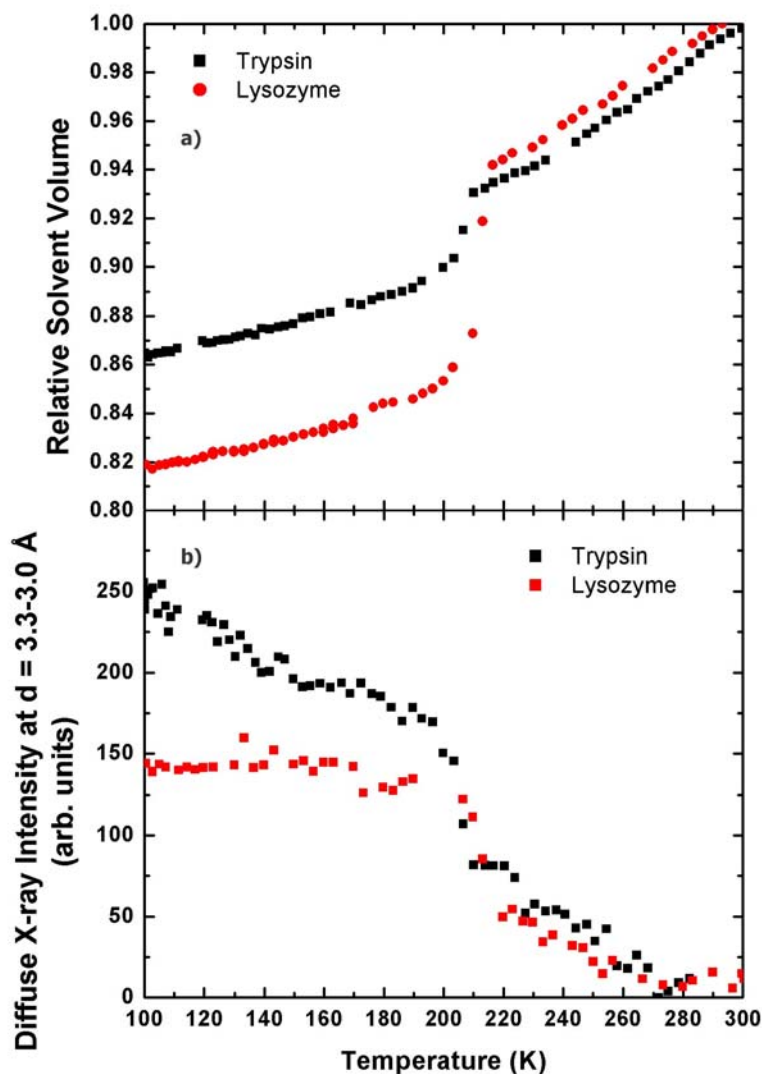 1.00
0.98
0.96
0.94
0.92
0.90
0.88
0.86
0.84
0.82
0.80
Relative Solvent Volume
Trypsin
Lysozyme
a)
b)
Trypsin
Lysozyme
250
200
150
100
50
0
Diffuse X-ray Intensity at d = 3.3-3.0 Å
(arb. units)
100 120 140 160 180 200 220 240 260 280 300
Temperature (K)